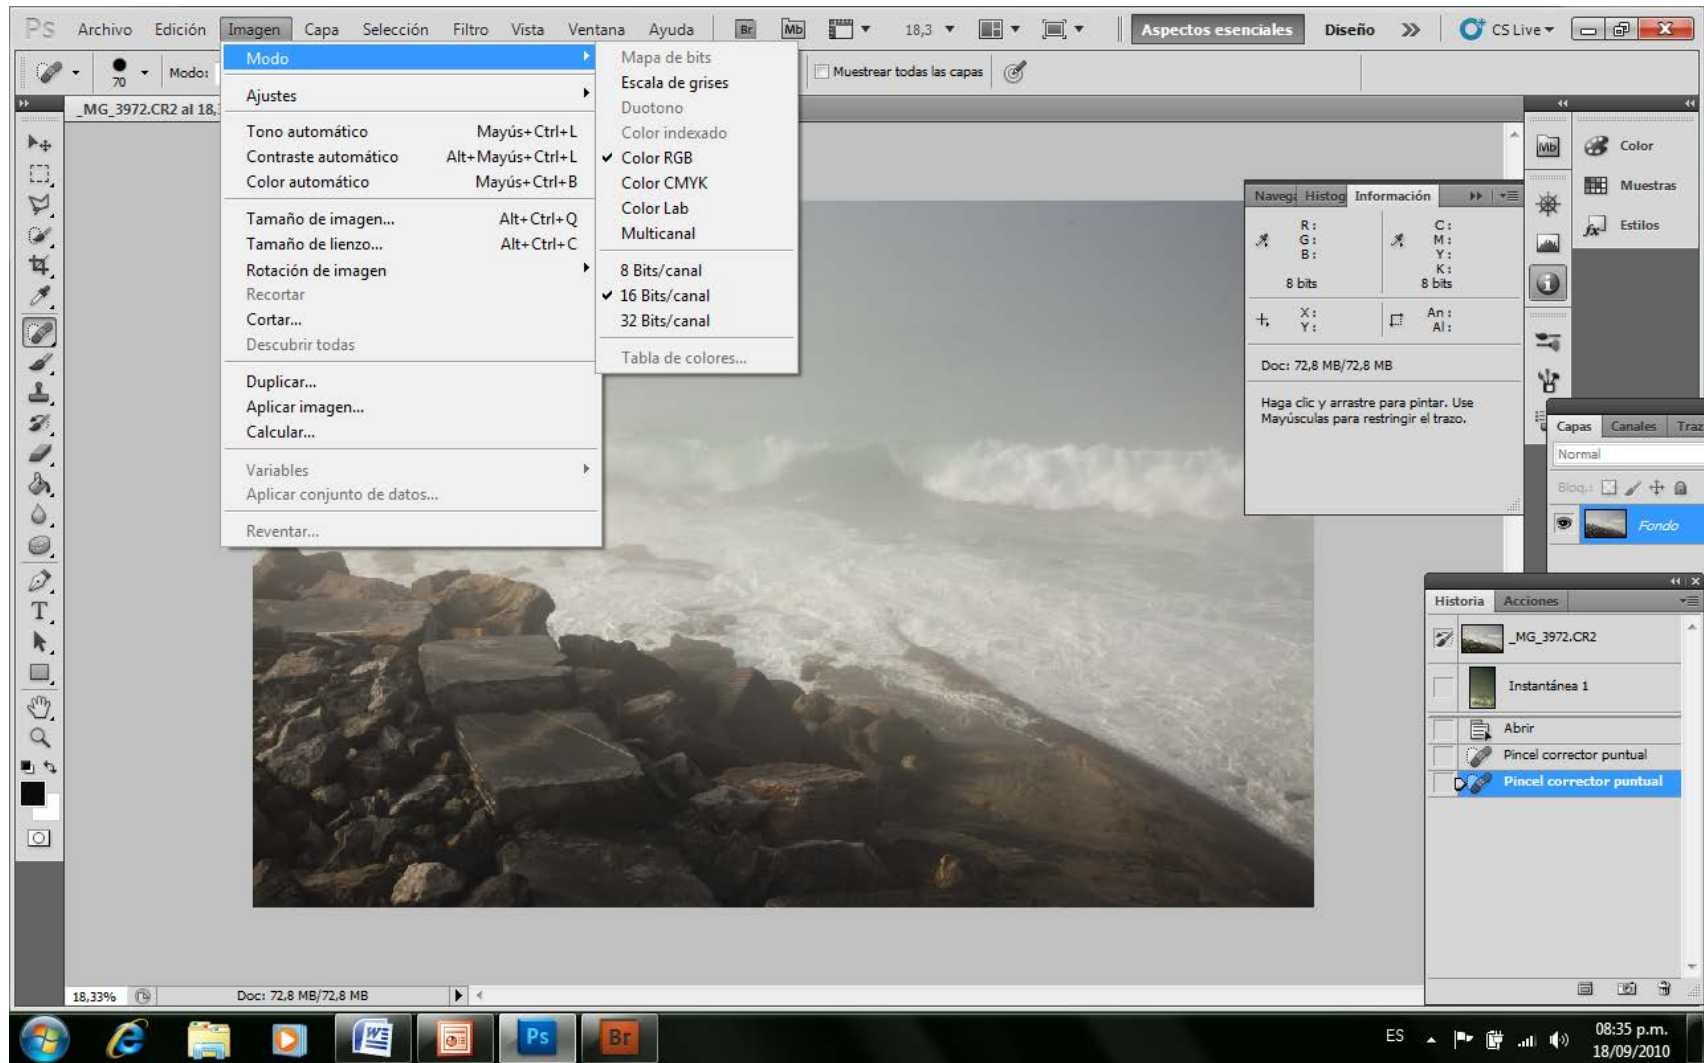 PS Archivo Edición Imagen Capa Selección Filtro Vista Ventana Ayuda Br Mb 18,3 Aspectos esenciales Diseño CS Live
70 Modo: Muestrear todas las capas
_MG_3972.CR2 al 18,
Modo
Ajustes
Tono automático Mayús+Ctrl+L
Contraste automático Alt+Mayús+Ctrl+L
Color automático Mayús+Ctrl+B
Tamaño de imagen... Alt+Ctrl+Q
Tamaño de lienzo... Alt+Ctrl+C
Rotación de imagen
Recortar
Cortar...
Descubrir todas
Duplicar...
Aplicar imagen...
Calcular...
Variables
Aplicar conjunto de datos...
Reventar...
Mapa de bits
Escala de grises
Duotono
Color indexado
Color RGB
Color CMYK
Color Lab
Multicanal
8 Bits/canal
16 Bits/canal
32 Bits/canal
Tabla de colores...
Mb Color
Muestras
Estilos
Naveg Histog Información
R: C:
G: M:
B: Y:
K:
8 bits 8 bits
X: An:
Y: Al:
Doc: 72,8 MB/72,8 MB
Haga clic y arrastre para pintar. Use
Mayúsculas para restringir el trazo.
Capas Canales Traz
Normal
Bloq.:
Fondo
Historia Acciones
_MG_3972.CR2
Instantánea 1
Abrir
Pincel corrector puntual
Pincel corrector puntual
18,33% Doc: 72,8 MB/72,8 MB
Ps Br ES 08:35 p.m.
18/09/2010